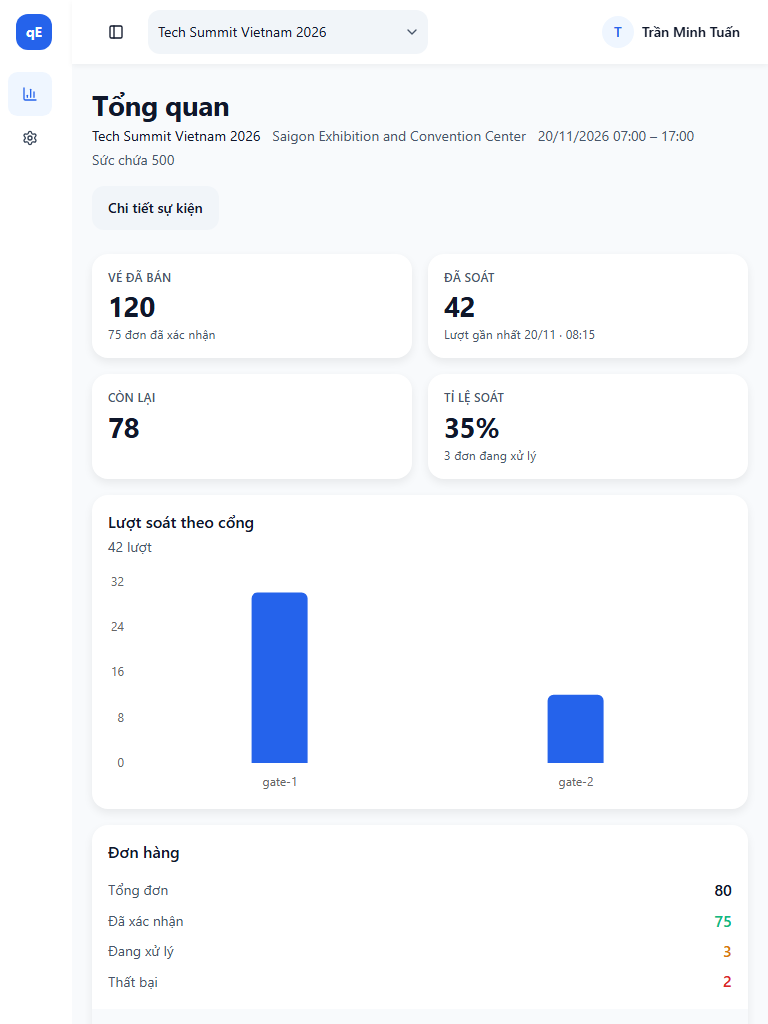 qE
Tech Summit Vietnam 2026
T
Trần Minh Tuấn
Tổng quan
Tech Summit Vietnam 2026 Saigon Exhibition and Convention Center 20/11/2026 07:00 – 17:00
Sức chứa 500
Chi tiết sự kiện
VÉ ĐÃ BÁN
120
75 đơn đã xác nhận
ĐÃ SOÁT
42
Lượt gần nhất 20/11 · 08:15
CÒN LẠI
78
TỈ LỆ SOÁT
35%
3 đơn đang xử lý
Lượt soát theo cổng
42 lượt
32
24
16
8
0
gate-1
gate-2
Đơn hàng
Tổng đơn 80
Đã xác nhận 75
Đang xử lý 3
Thất bại 2